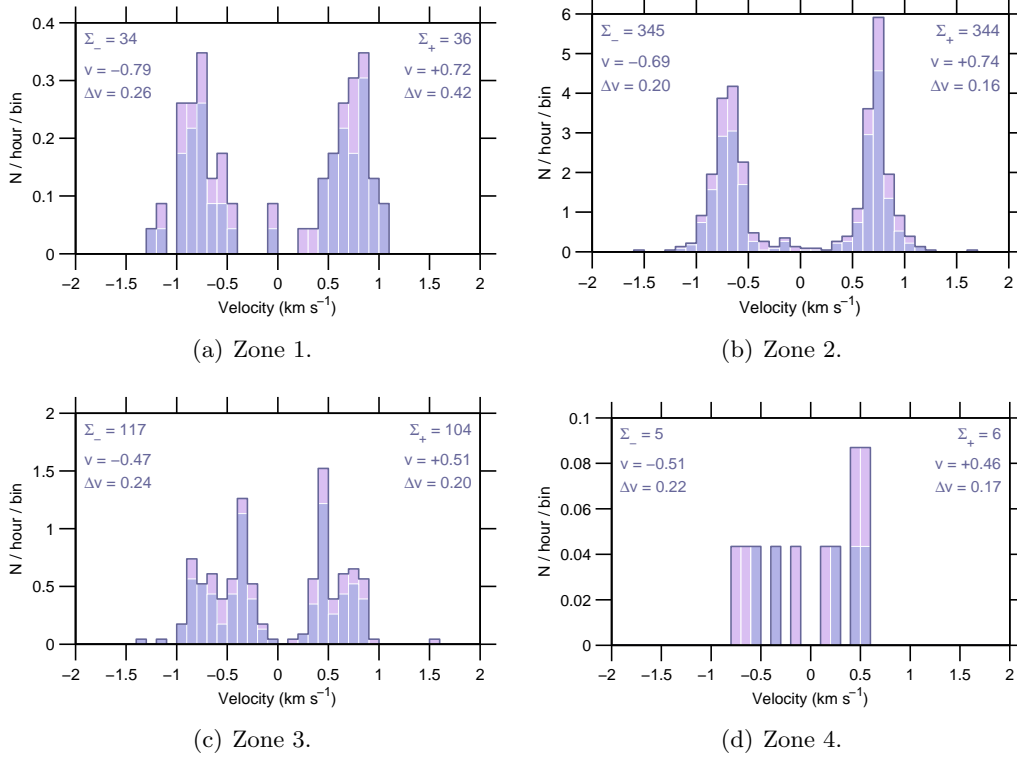 0.4
0.3
0.2
0.1
0
N / hour / bin
Σ− = 34
v = −0.79
Δv = 0.26
Σ+ = 36
v = +0.72
Δv = 0.42
−2 −1.5 −1 −0.5 0 0.5 1 1.5 2
Velocity (km s−1)
(a) Zone 1.
6
5
4
3
2
1
0
N / hour / bin
Σ− = 345
v = −0.69
Δv = 0.20
Σ+ = 344
v = +0.74
Δv = 0.16
−2 −1.5 −1 −0.5 0 0.5 1 1.5 2
Velocity (km s−1)
(b) Zone 2.
2
1.5
1
0.5
0
N / hour / bin
Σ− = 117
v = −0.47
Δv = 0.24
Σ+ = 104
v = +0.51
Δv = 0.20
−2 −1.5 −1 −0.5 0 0.5 1 1.5 2
Velocity (km s−1)
(c) Zone 3.
0.1
0.08
0.06
0.04
0.02
0
N / hour / bin
Σ− = 5
v = −0.51
Δv = 0.22
Σ+ = 6
v = +0.46
Δv = 0.17
−2 −1.5 −1 −0.5 0 0.5 1 1.5 2
Velocity (km s−1)
(d) Zone 4.